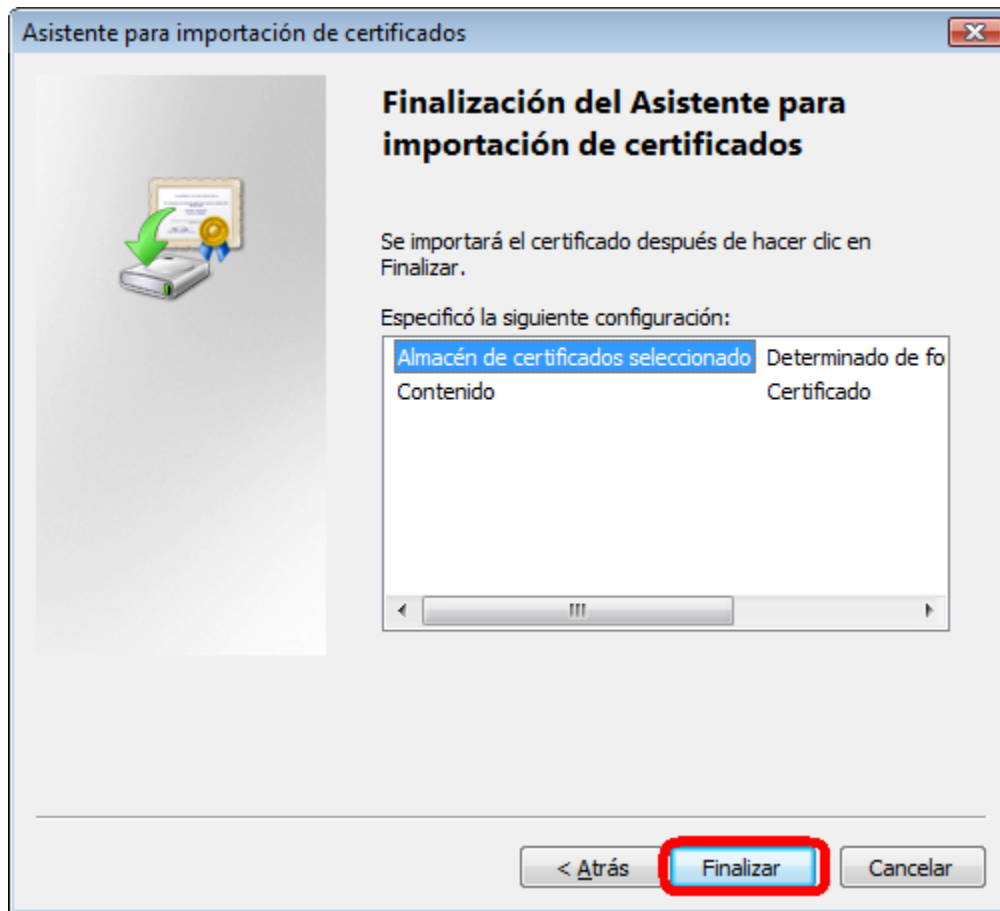 Asistente para importación de certificados
Finalización del Asistente para
importación de certificados
Se importará el certificado después de hacer clic en
Finalizar.
Especificó la siguiente configuración:
Almacén de certificados seleccionado Determinado de fo
Contenido Certificado
< Atrás Finalizar Cancelar